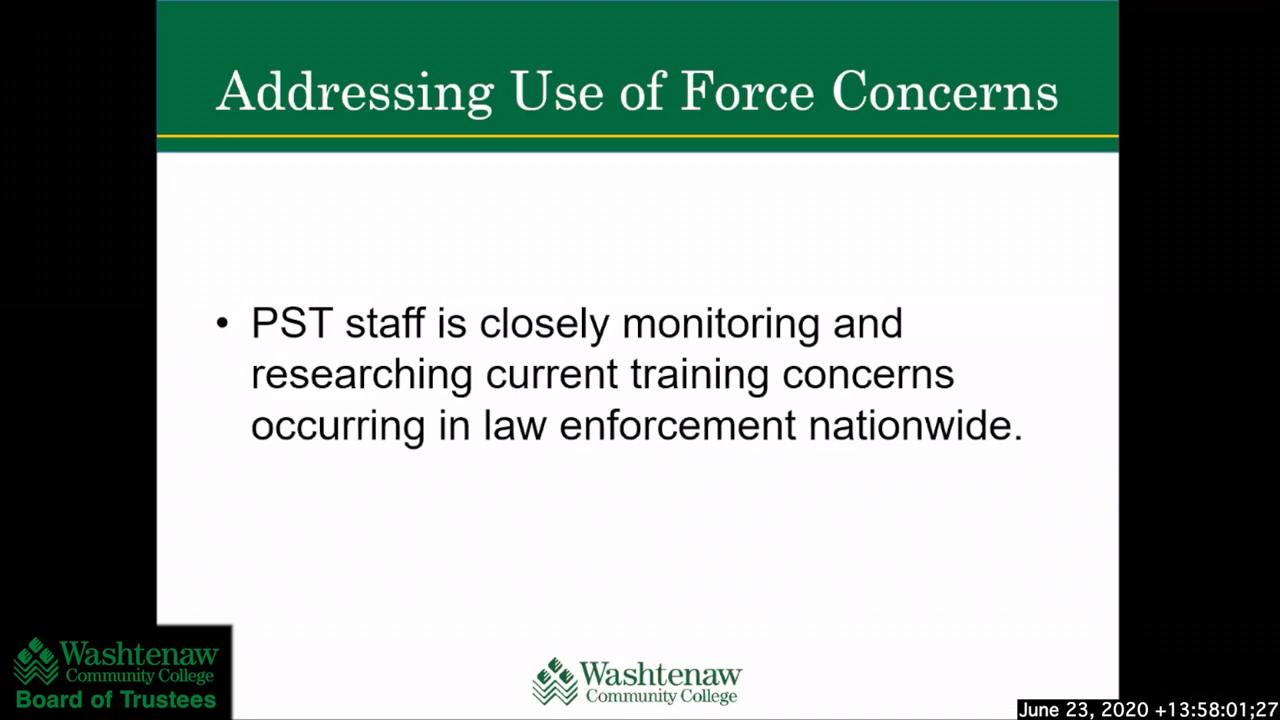 Addressing Use of Force Concerns
• PST staff is closely monitoring and
researching current training concerns
occurring in law enforcement nationwide.
Washtenaw
Community College
Board of Trustees
Washtenaw
Community College
June 23, 2020 +13:58:01;27